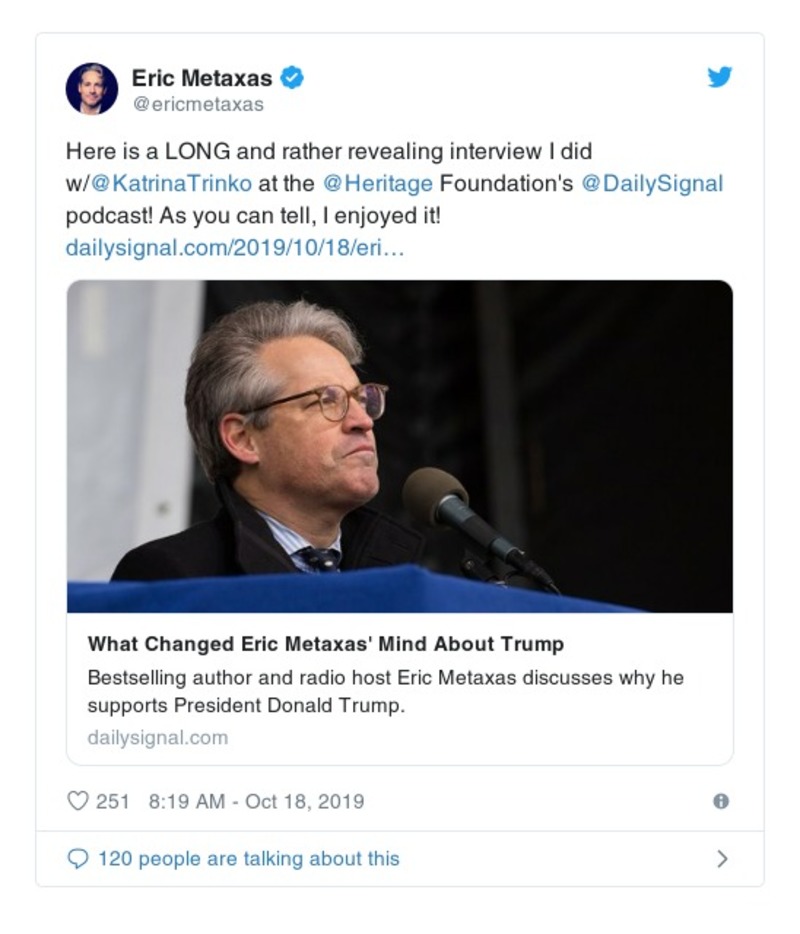 Eric Metaxas
@ericmetaxas
Here is a LONG and rather revealing interview I did
w/@KatrinaTrinko at the @Heritage Foundation's @DailySignal
podcast! As you can tell, I enjoyed it!
dailysignal.com/2019/10/18/eri…
What Changed Eric Metaxas' Mind About Trump
Bestselling author and radio host Eric Metaxas discusses why he
supports President Donald Trump.
dailysignal.com
251 8:19 AM - Oct 18, 2019
120 people are talking about this